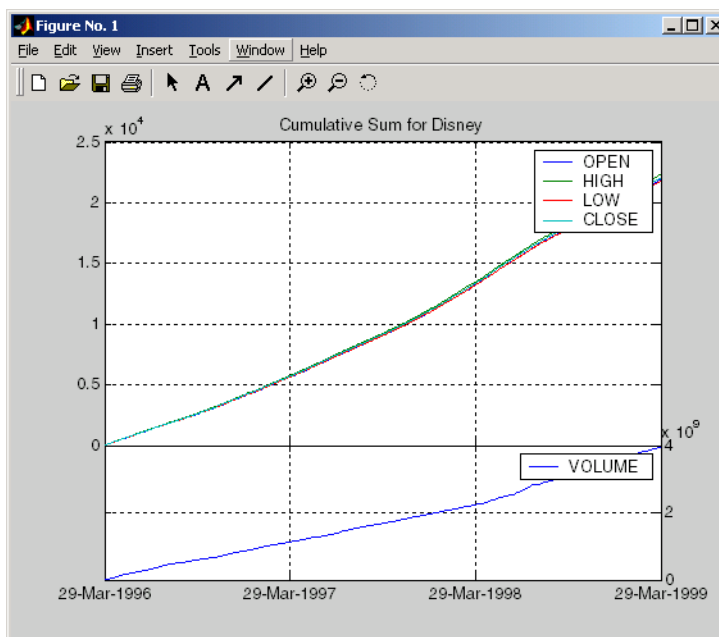 Figure No. 1
File Edit View Insert Tools Window Help
x 10^4
Cumulative Sum for Disney
2.5
OPEN
HIGH
LOW
CLOSE
2
1.5
1
0.5
0
x 10^9
4
VOLUME
2
0
29-Mar-1996 29-Mar-1997 29-Mar-1998 29-Mar-1999